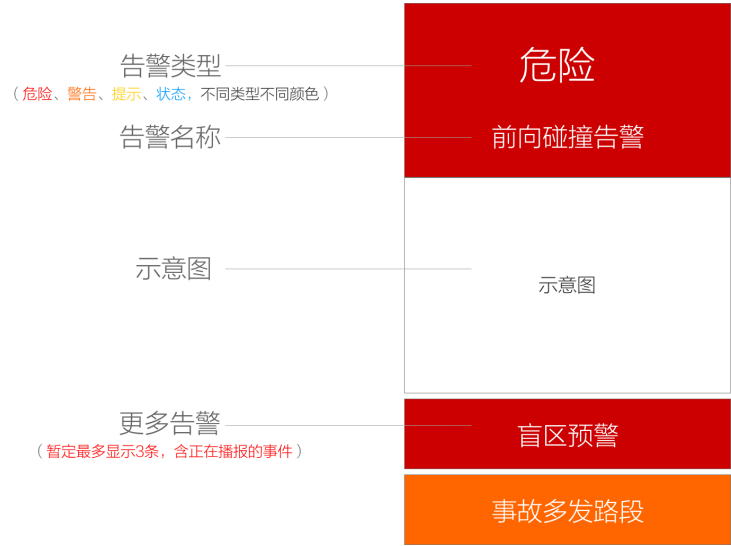 告警类型
危险
（危险、警告、提示、状态，不同类型不同颜色）
告警名称
前向碰撞告警
示意图
示意图
更多告警
（暂定最多显示3条，含正在播报的事件）
盲区预警
事故多发路段